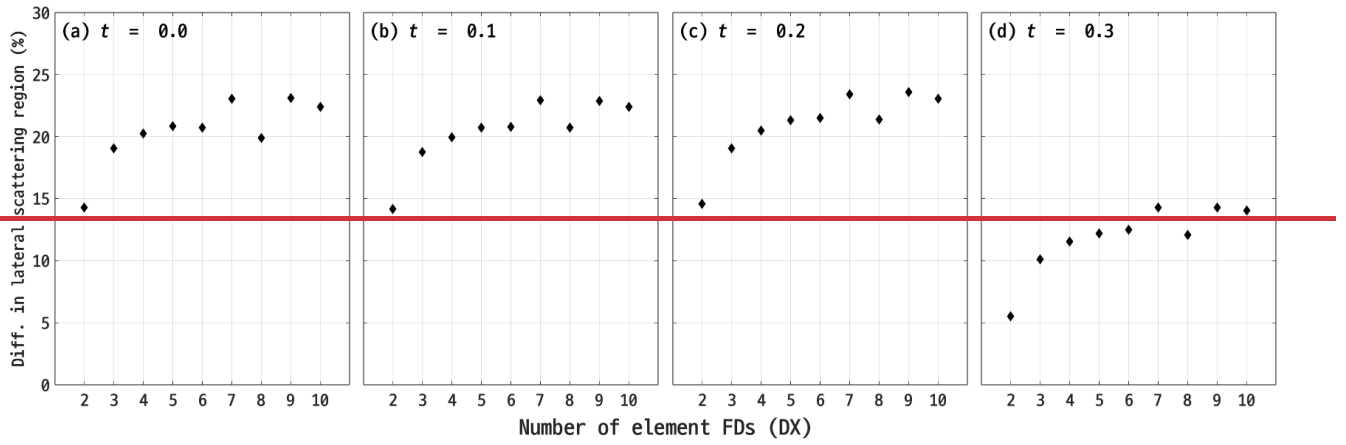 (a) t = 0.0
(b) t = 0.1
(c) t = 0.2
(d) t = 0.3
Diff. in lateral scattering region (%)
30
25
20
15
10
5
0
2 3 4 5 6 7 8 9 10
2 3 4 5 6 7 8 9 10
2 3 4 5 6 7 8 9 10
2 3 4 5 6 7 8 9 10
Number of element FDs (DX)